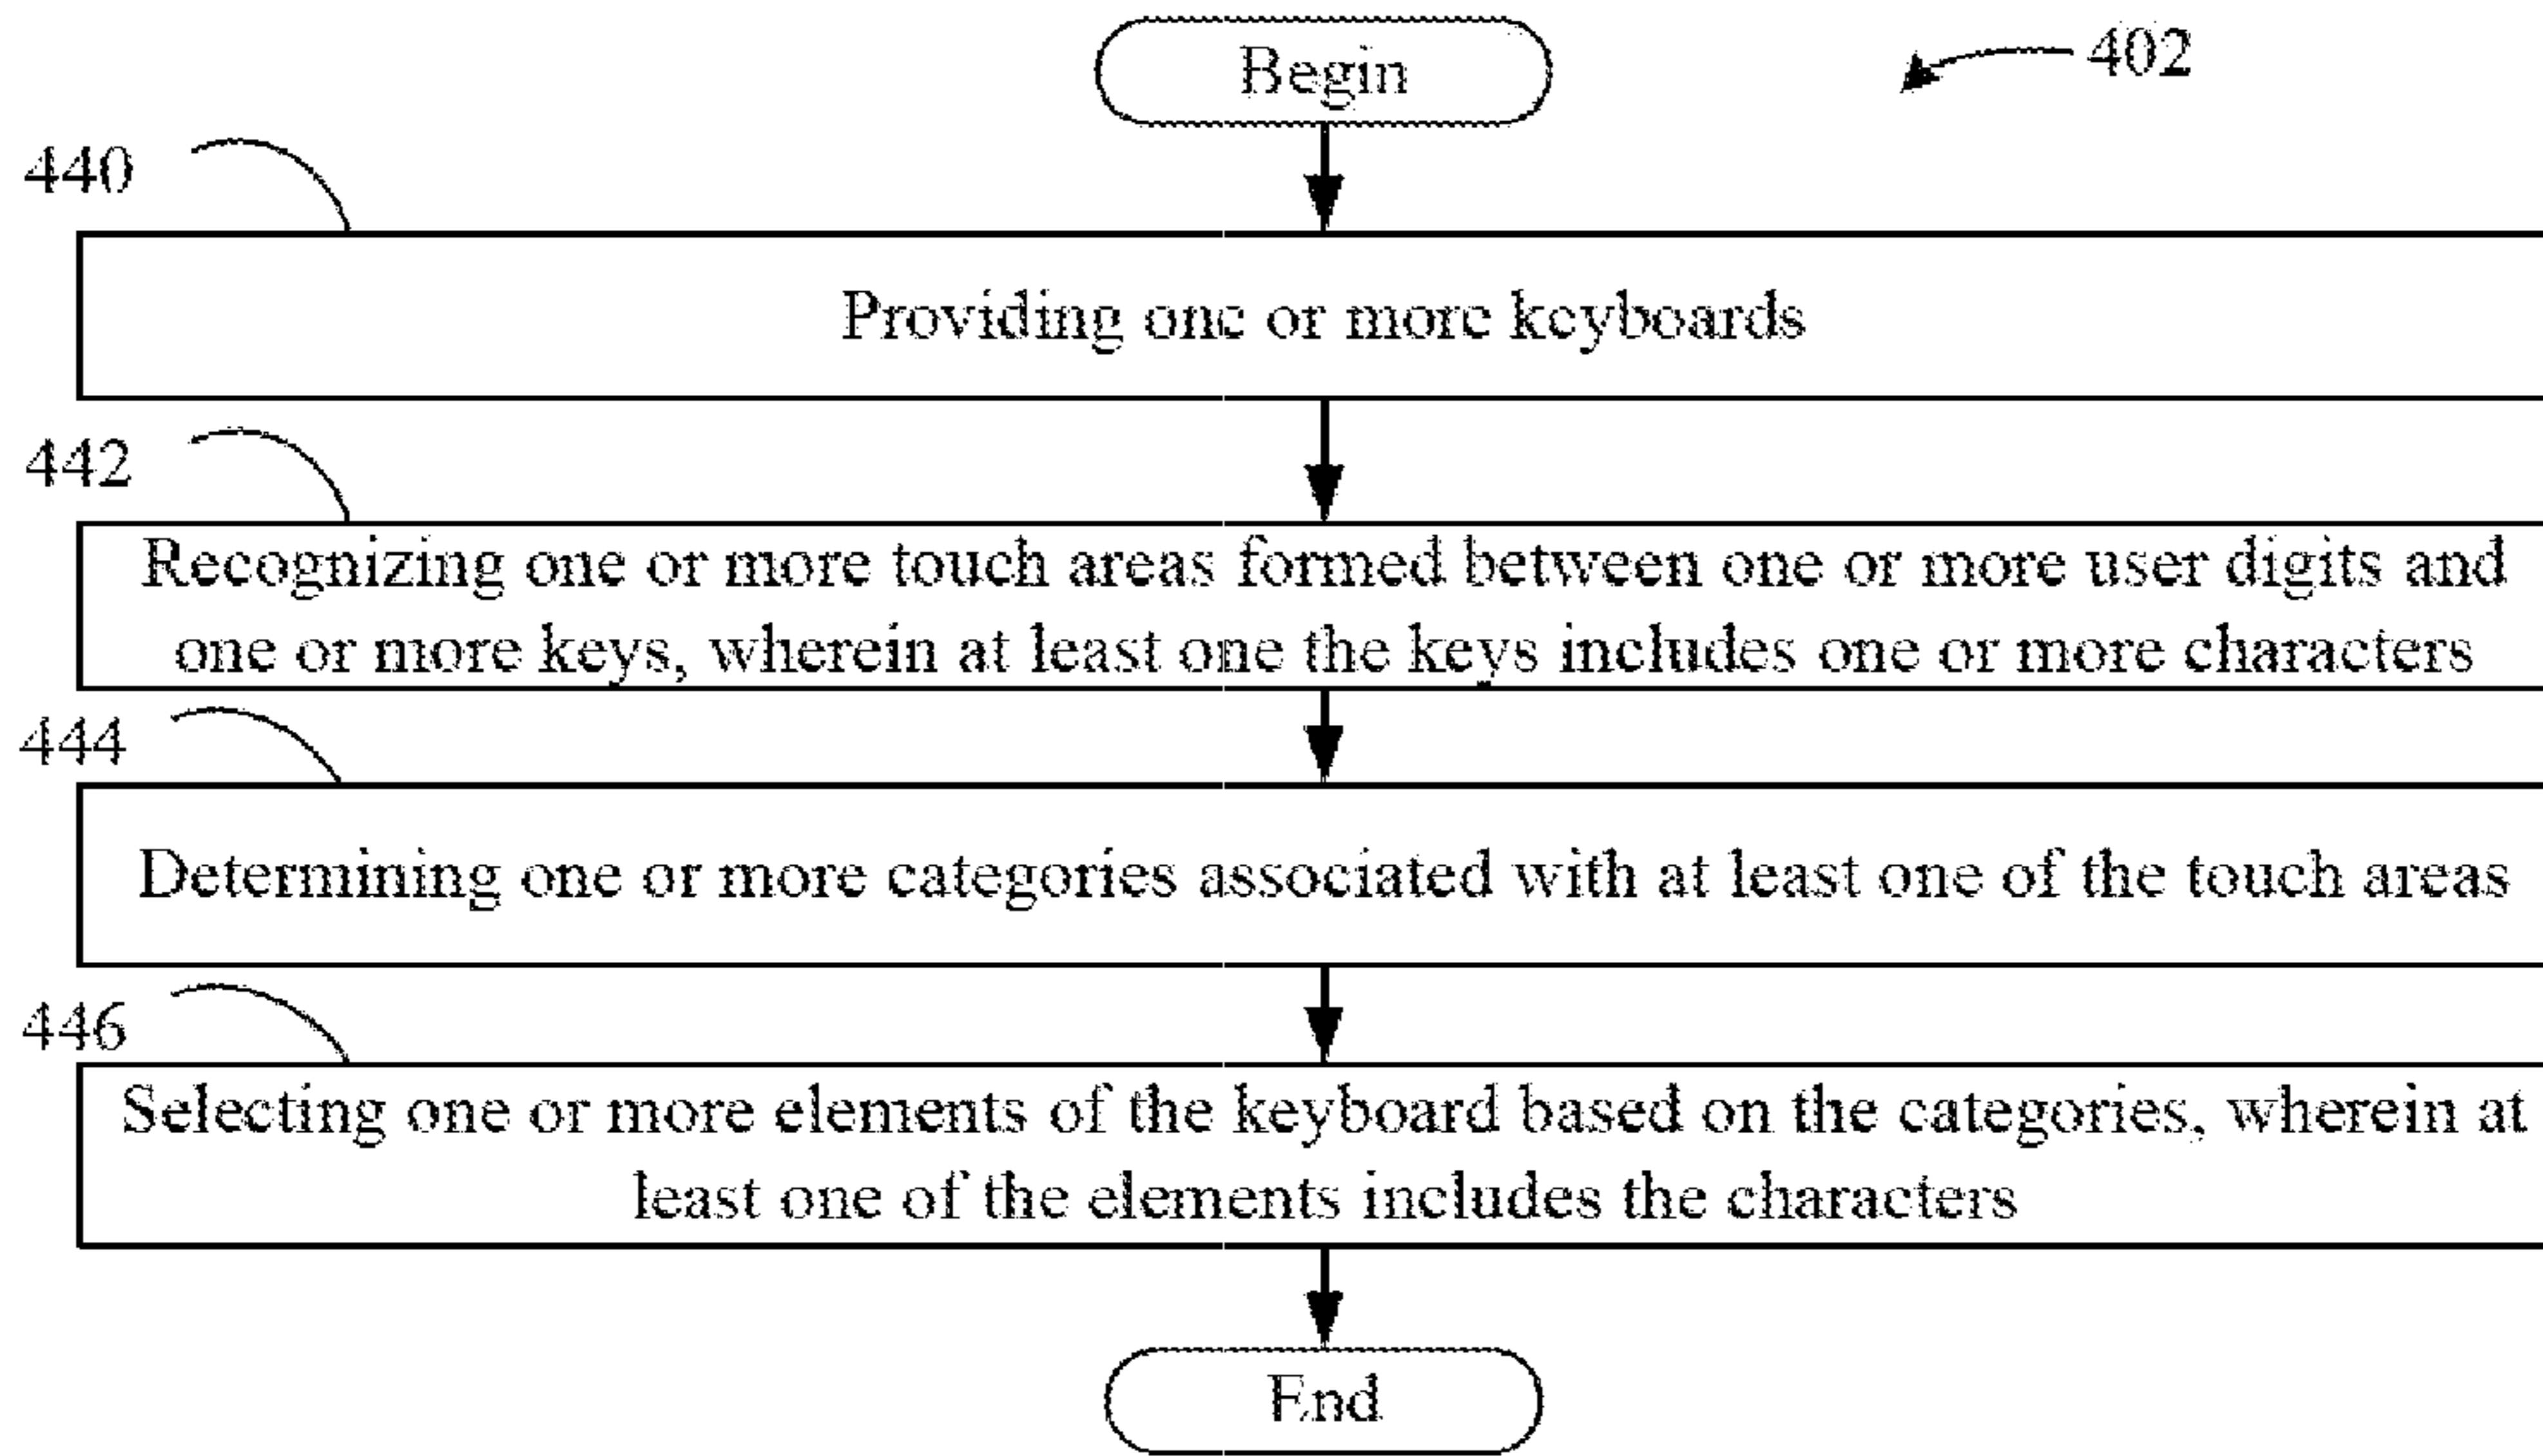 Begin
402
440
Providing one or more keyboards
442
Recognizing one or more touch areas formed between one or more user digits and
one or more keys, wherein at least one the keys includes one or more characters
444
Determining one or more categories associated with at least one of the touch areas
446
Selecting one or more elements of the keyboard based on the categories, wherein at
least one of the elements includes the characters
End